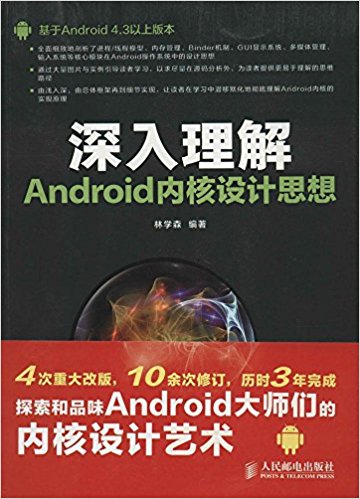 基于Android 4.3以上版本
全面细致地剖析了进程/线程模型、内存管理、Binder机制、GUI显示系统、多媒体管理、
输入系统等核心模块在Android操作系统中的设计思想
通过大量图片与实例引导读者学习，以求尽量在源码分析外，为读者提供更易于理解的思维
路径
由浅入深，由总体框架再到细节实现，让读者在学习中潜移默化地彻底理解Android内核的
实现原理
深入理解
Android内核设计思想
林学森 编著
4次重大改版，10余次修订，历时3年完成
探索和品味Android大师们的
内核设计艺术
人民邮电出版社
POSTS & TELECOM PRESS